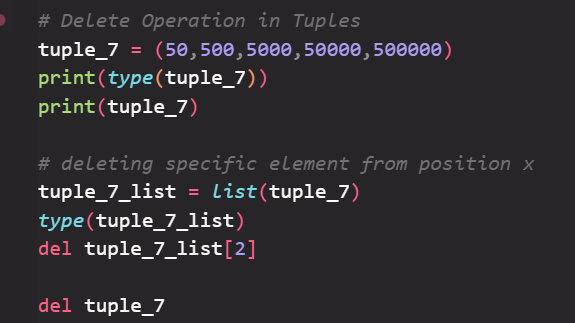 # Delete Operation in Tuples
tuple_7 = (50,500,5000,50000,500000)
print(type(tuple_7))
print(tuple_7)
# deleting specific element from position x
tuple_7_list = list(tuple_7)
type(tuple_7_list)
del tuple_7_list[2]
del tuple_7